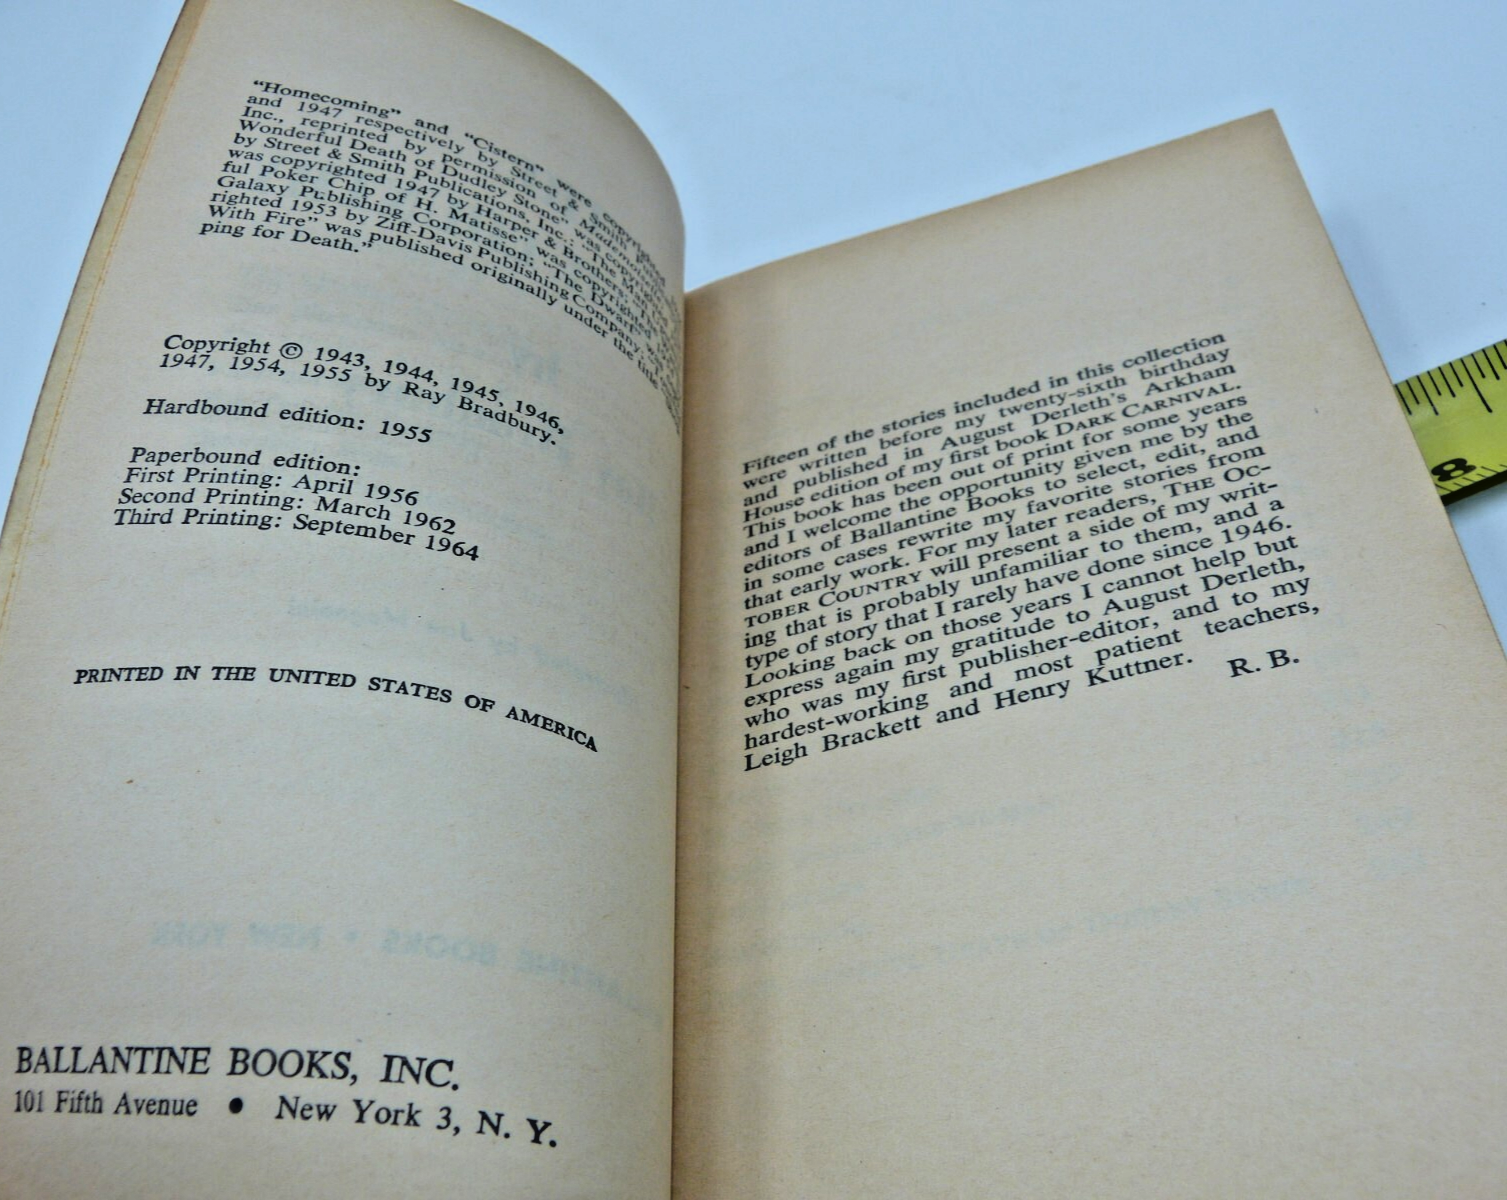 "Homecoming" and "Cistern" were copyrighted
and 1947 respectively by Street & Smith
Inc., reprinted by permission of Mademoiselle
Wonderful Death of Dudley Stone" was copyrighted
by Street & Smith Publications, Inc.; "The
was copyrighted 1947 by Harper & Brothers
ful Poker Chip of H. Matisse" was copyrighted
Galaxy Publishing Corporation; "The Dwarf"
righted 1953 by Ziff-Davis Publishing Company;
With Fire" was published originally under the title
ping for Death."
Copyright © 1943, 1944, 1945, 1946,
1947, 1954, 1955 by Ray Bradbury.
Hardbound edition: 1955
Paperbound edition:
First Printing: April 1956
Second Printing: March 1962
Third Printing: September 1964
PRINTED IN THE UNITED STATES OF AMERICA
BALLANTINE BOOKS, INC.
101 Fifth Avenue • New York 3, N. Y.
Fifteen of the stories included in this collection
were written before my twenty-sixth birthday
and published in August Derleth's Arkham
House edition of my first book DARK CARNIVAL.
This book has been out of print for some years
and I welcome the opportunity given me by the
editors of Ballantine Books to select, edit, and
in some cases rewrite my favorite stories from
that early work. For my later readers, THE OC-
TOBER COUNTRY will present a side of my writ-
ing that is probably unfamiliar to them, and a
type of story that I rarely have done since 1946.
Looking back on those years I cannot help but
express again my gratitude to August Derleth,
who was my first publisher-editor, and to my
hardest-working and most patient teachers,
Leigh Brackett and Henry Kuttner.
R. B.
8